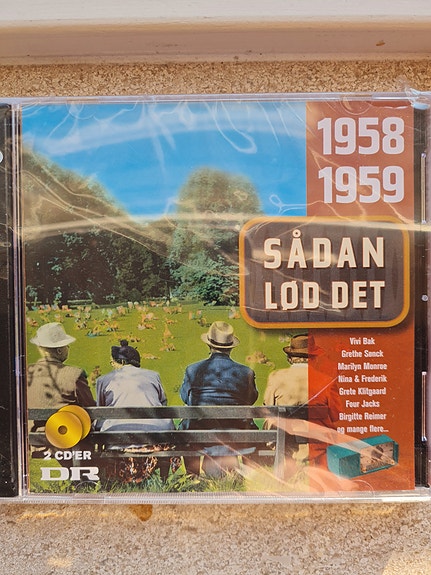 1958
1959
SÅDAN
LØD DET
Vivi Bak
Grethe Sønck
Marilyn Monroe
Nina & Frederik
Grete Klitgaard
Four Jacks
Birgitte Reimer
og mange flere...
2 CD'ER
DR